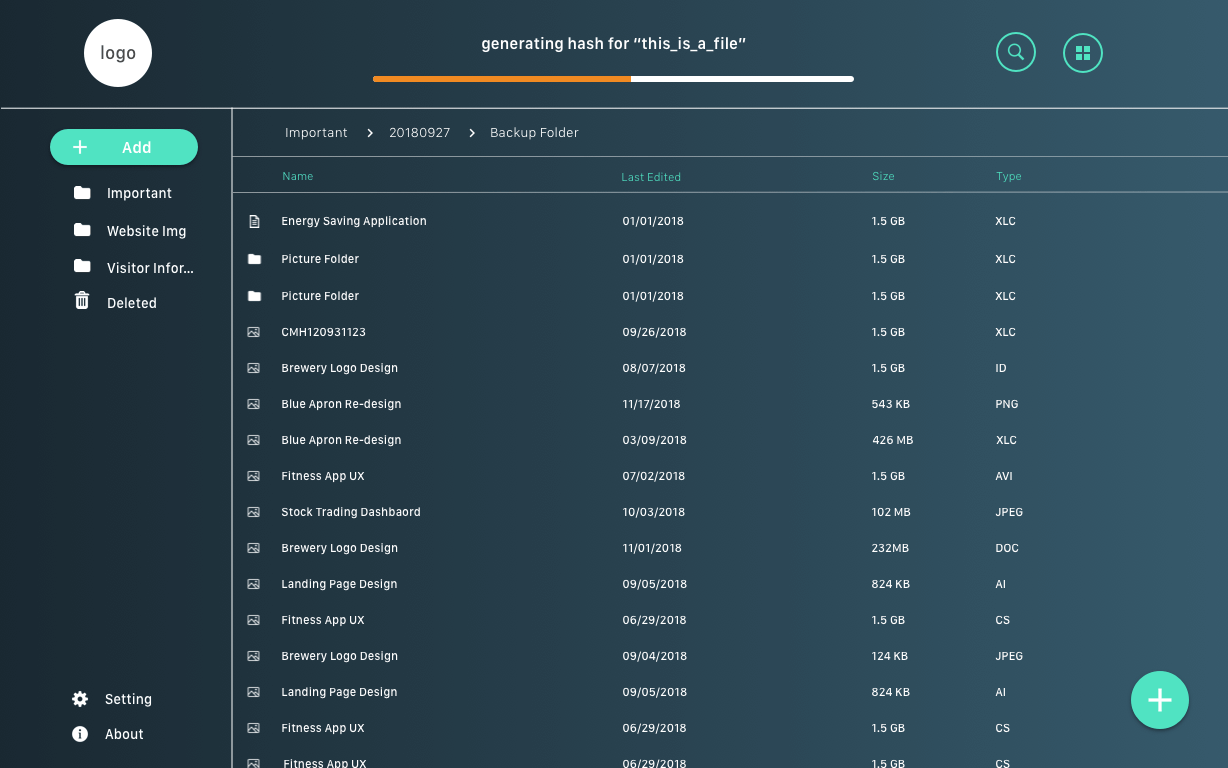 logo
generating hash for “this_is_a_file”
Add
Important
Website Img
Visitor Infor...
Deleted
Setting
About
Important > 20180927 > Backup Folder
Name Last Edited Size Type
Energy Saving Application 01/01/2018 1.5 GB XLC
Picture Folder 01/01/2018 1.5 GB XLC
Picture Folder 01/01/2018 1.5 GB XLC
CMH120931123 09/26/2018 1.5 GB XLC
Brewery Logo Design 08/07/2018 1.5 GB ID
Blue Apron Re-design 11/17/2018 543 KB PNG
Blue Apron Re-design 03/09/2018 426 MB XLC
Fitness App UX 07/02/2018 1.5 GB AVI
Stock Trading Dashbaord 10/03/2018 102 MB JPEG
Brewery Logo Design 11/01/2018 232MB DOC
Landing Page Design 09/05/2018 824 KB AI
Fitness App UX 06/29/2018 1.5 GB CS
Brewery Logo Design 09/04/2018 124 KB JPEG
Landing Page Design 09/05/2018 824 KB AI
Fitness App UX 06/29/2018 1.5 GB CS
Fitness App UX 06/29/2018 1.5 GB CS